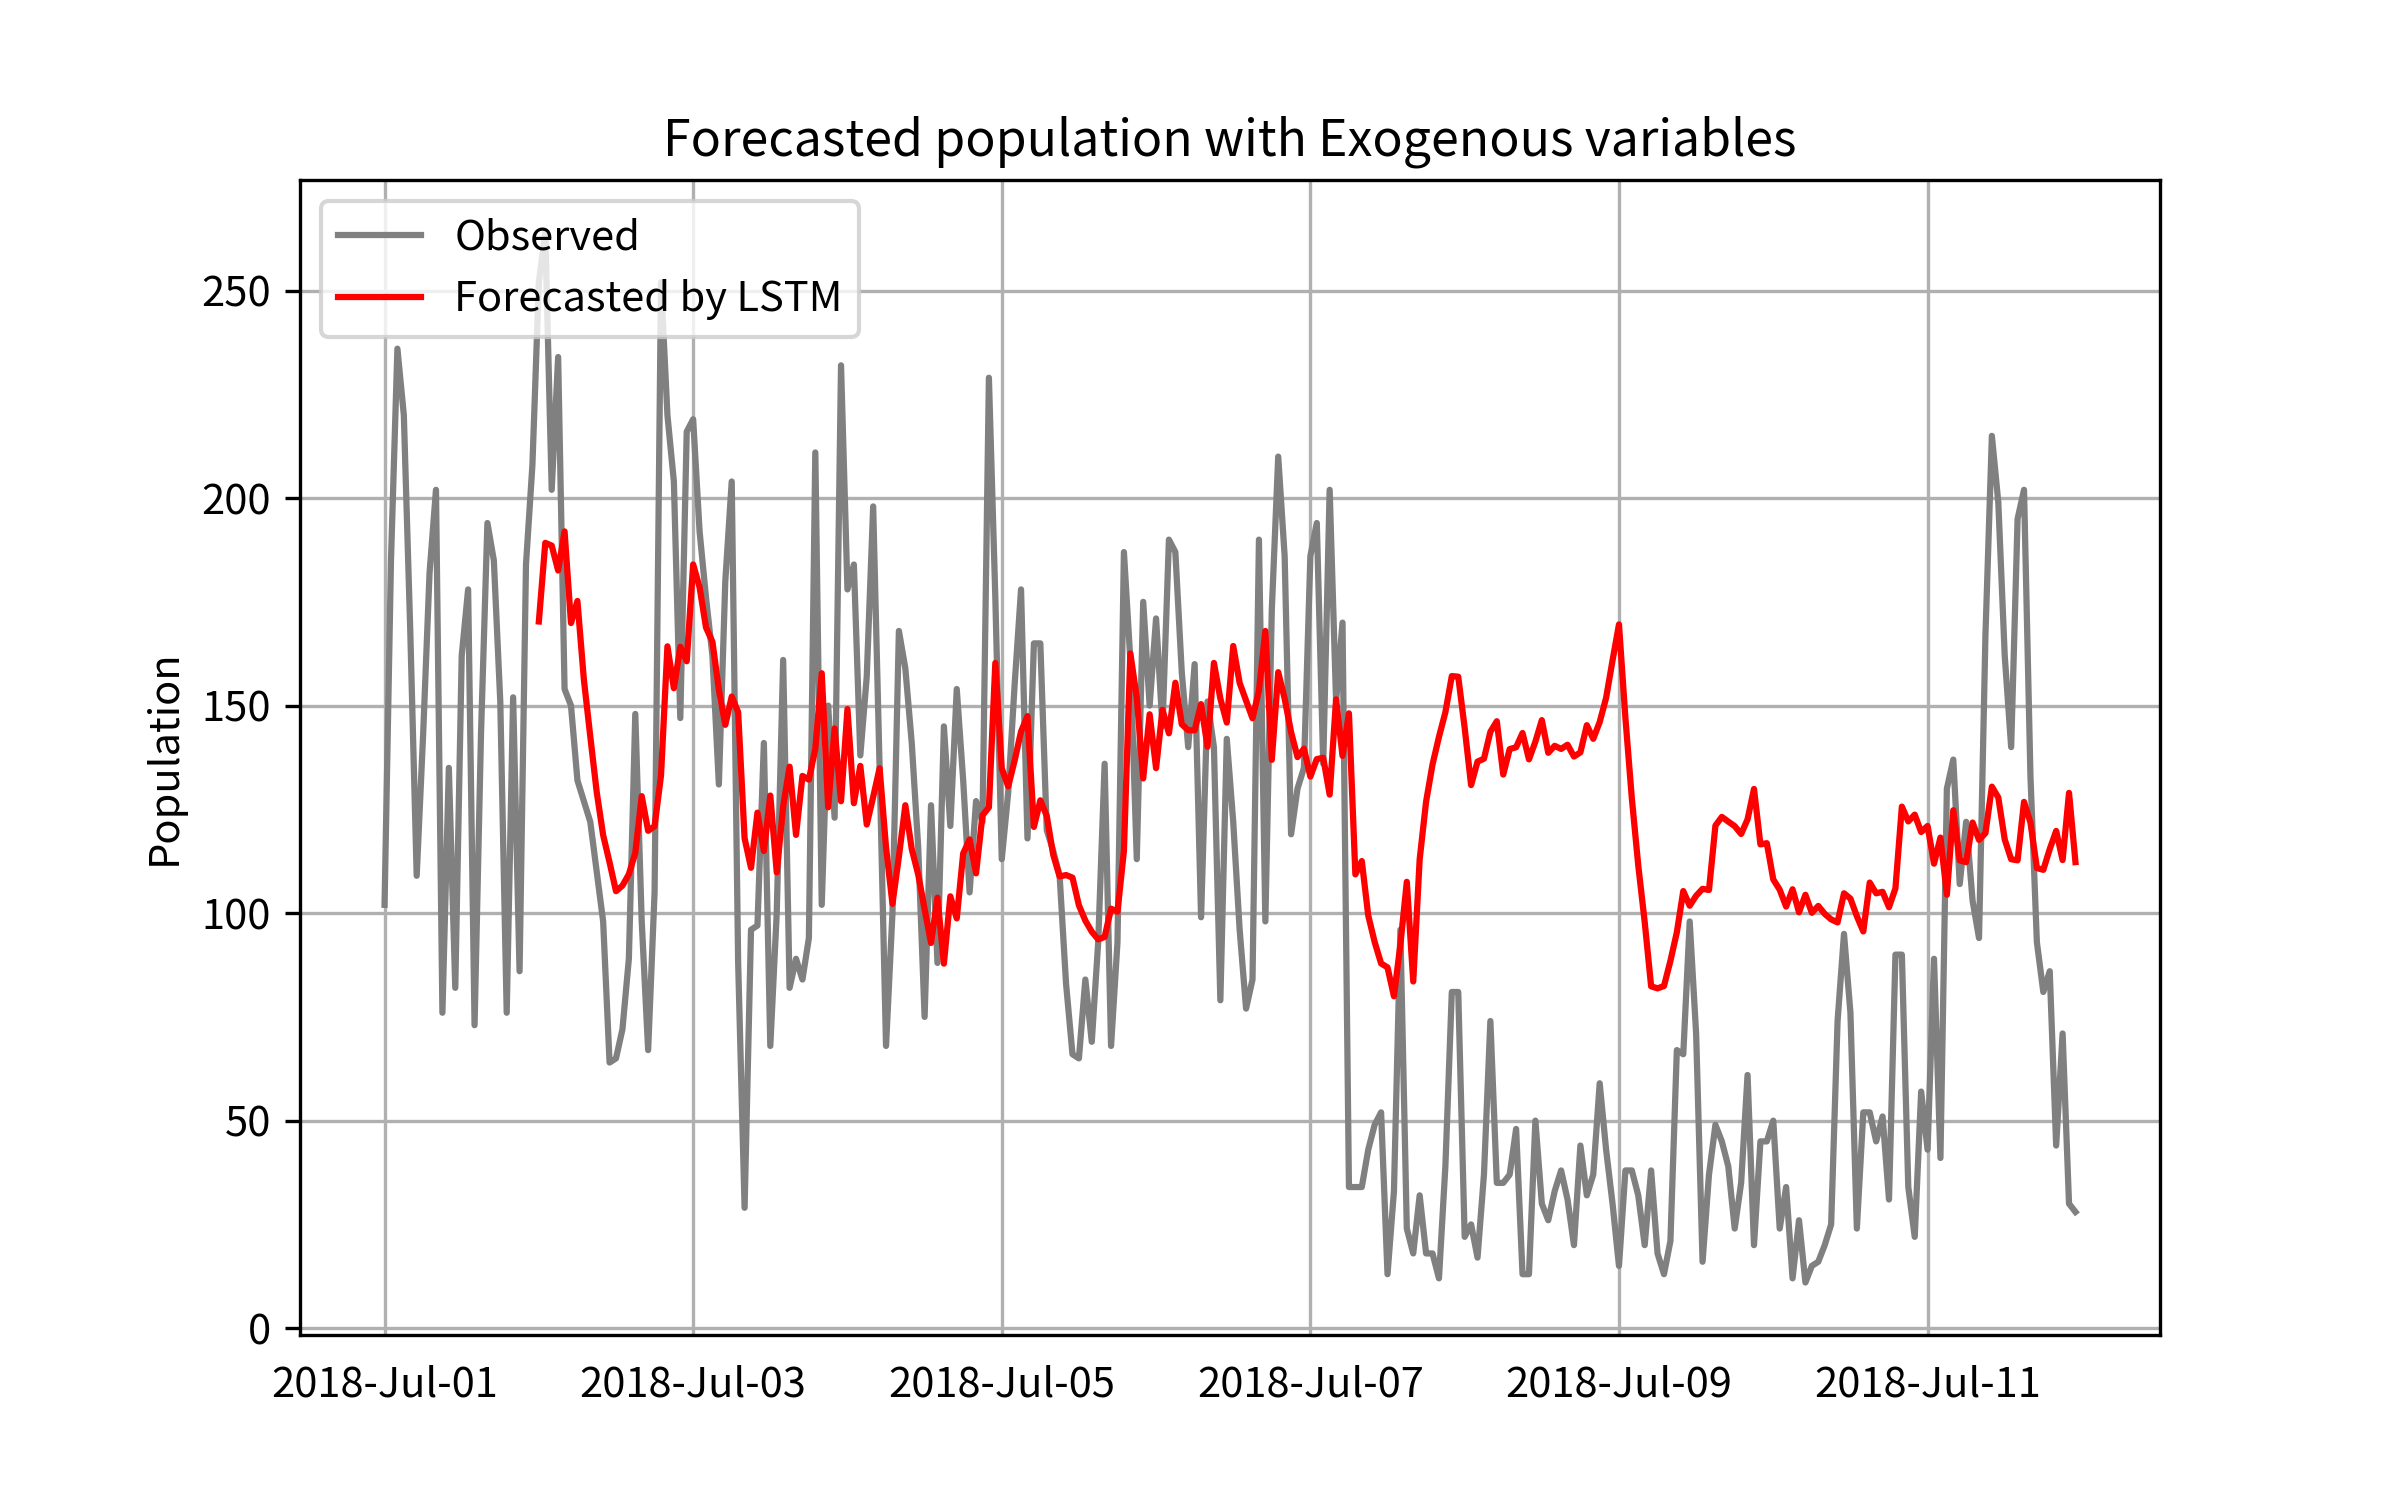 Forecasted population with Exogenous variables
Observed
Forecasted by LSTM
Population
250
200
150
100
50
0
2018-Jul-01 2018-Jul-03 2018-Jul-05 2018-Jul-07 2018-Jul-09 2018-Jul-11